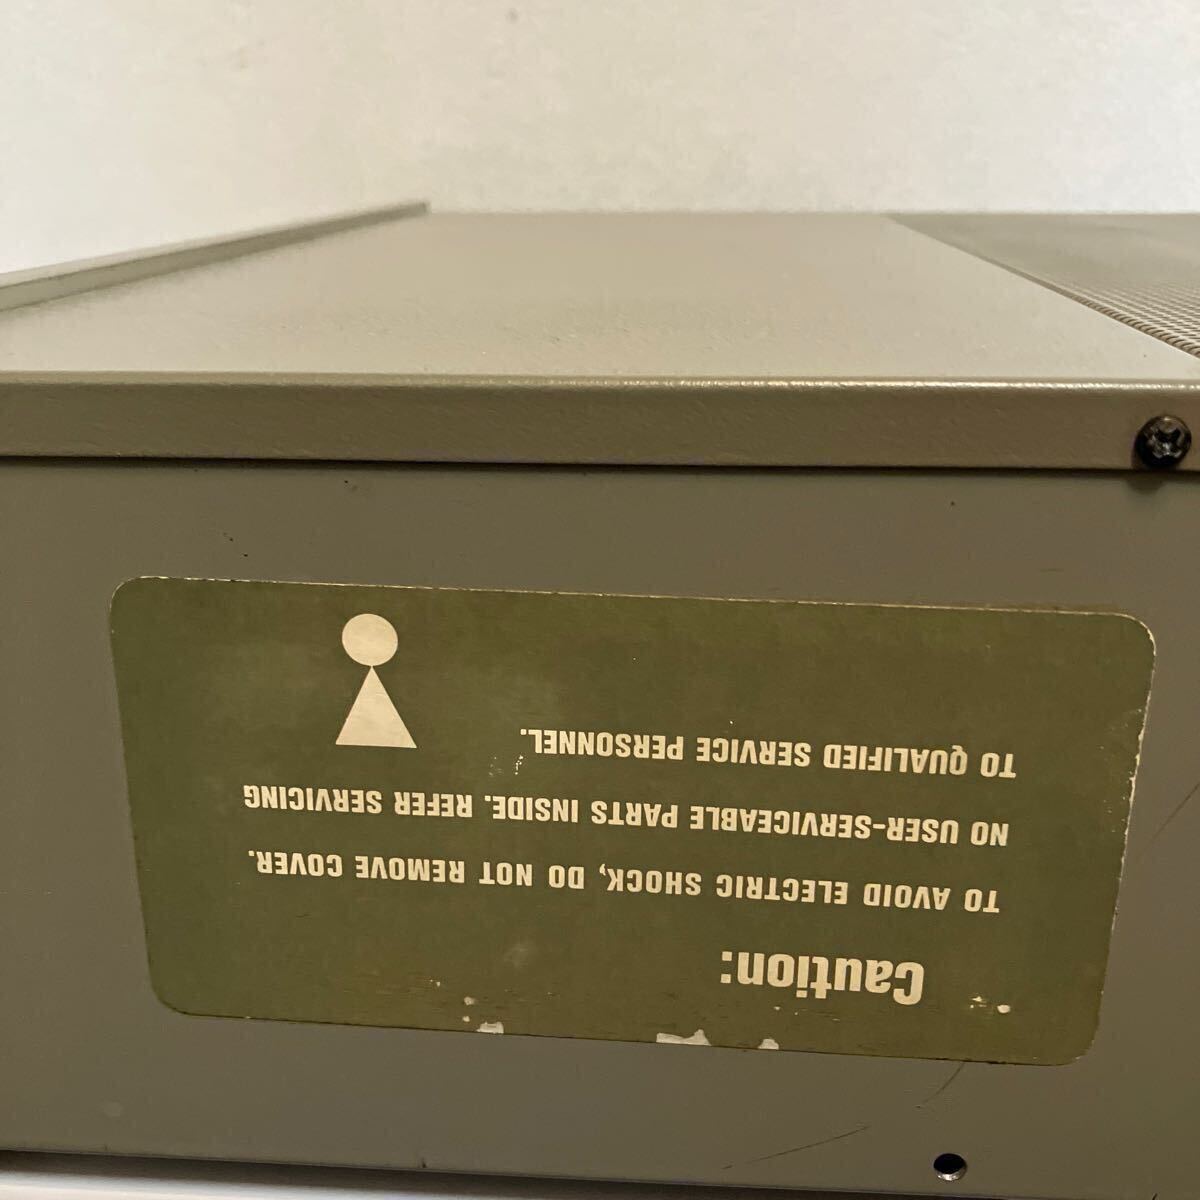 Caution:
TO AVOID ELECTRIC SHOCK, DO NOT REMOVE COVER.
NO USER-SERVICEABLE PARTS INSIDE. REFER SERVICING
TO QUALIFIED SERVICE PERSONNEL.